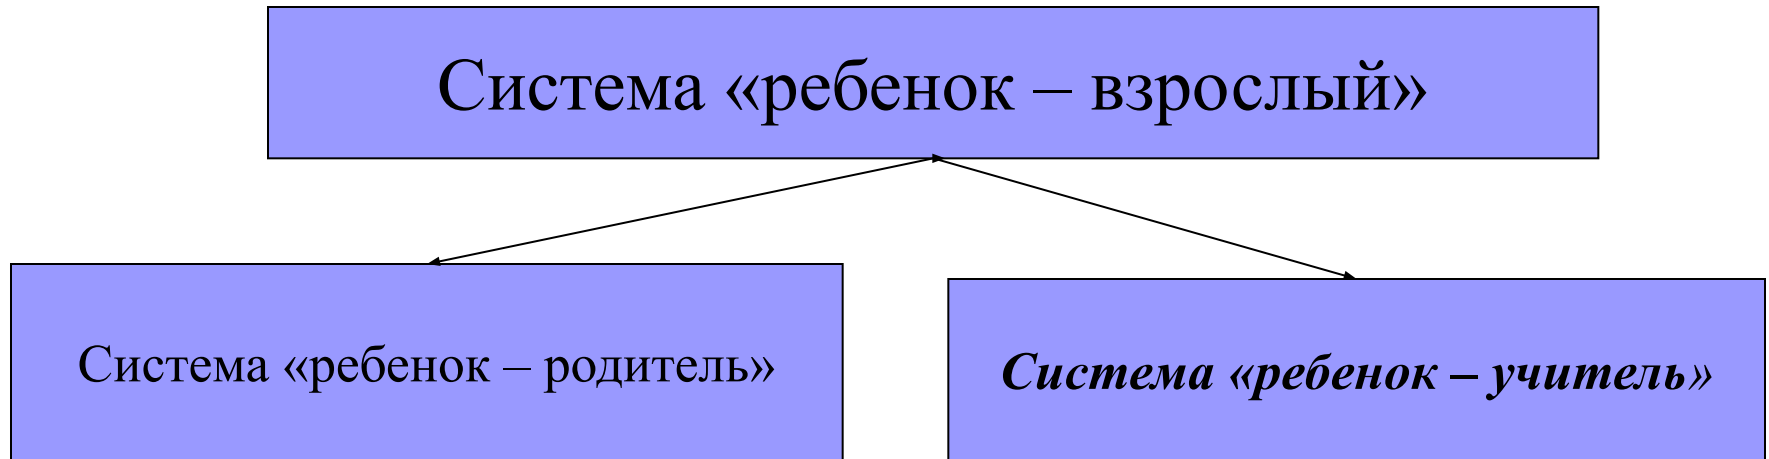 Система «ребенок – взрослый»
Система «ребенок – родитель»
Система «ребенок – учитель»